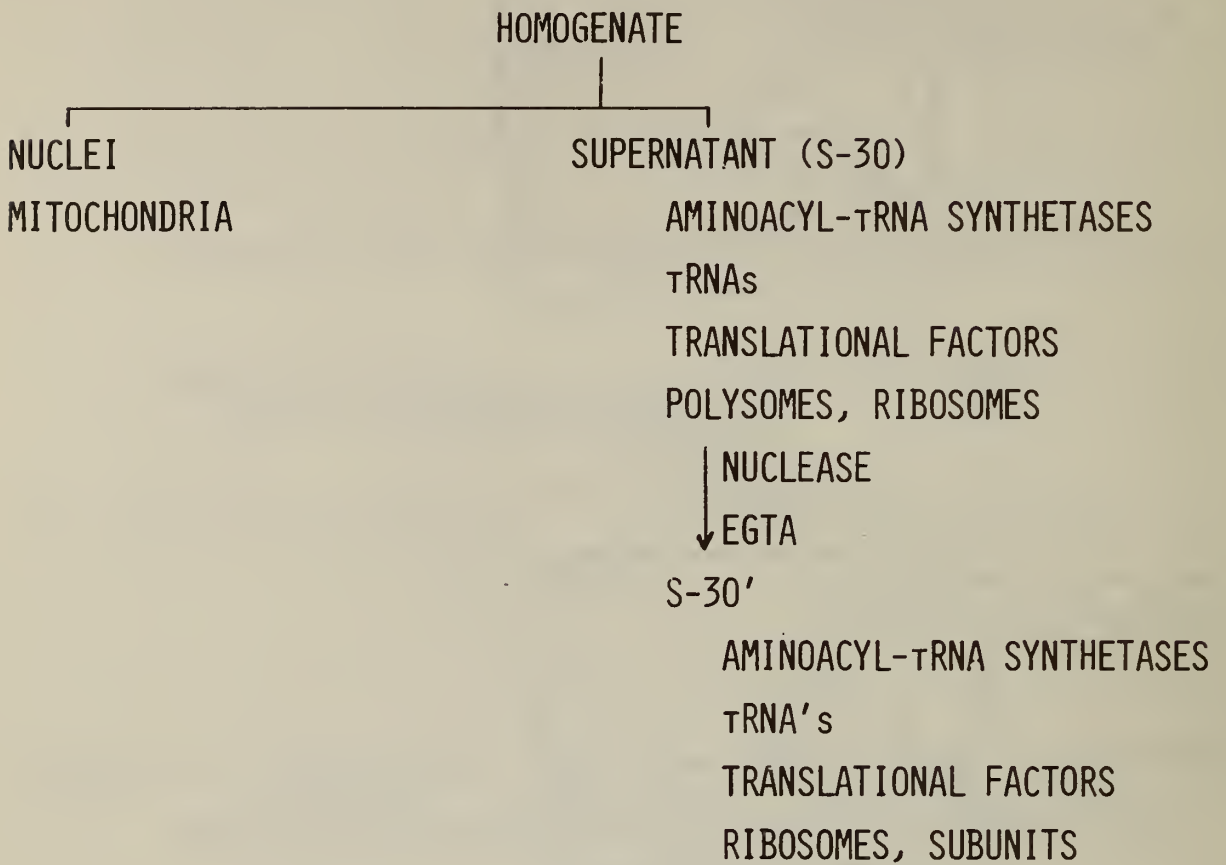 HOMOGENATE
NUCLEI
MITOCHONDRIA
SUPERNATANT (S-30)
AMINOACYL-TRNA SYNTHETASES
TRNAs
TRANSLATIONAL FACTORS
POLYSOMES, RIBOSOMES
NUCLEASE
EGTA
S-30'
AMINOACYL-TRNA SYNTHETASES
TRNA's
TRANSLATIONAL FACTORS
RIBOSOMES, SUBUNITS